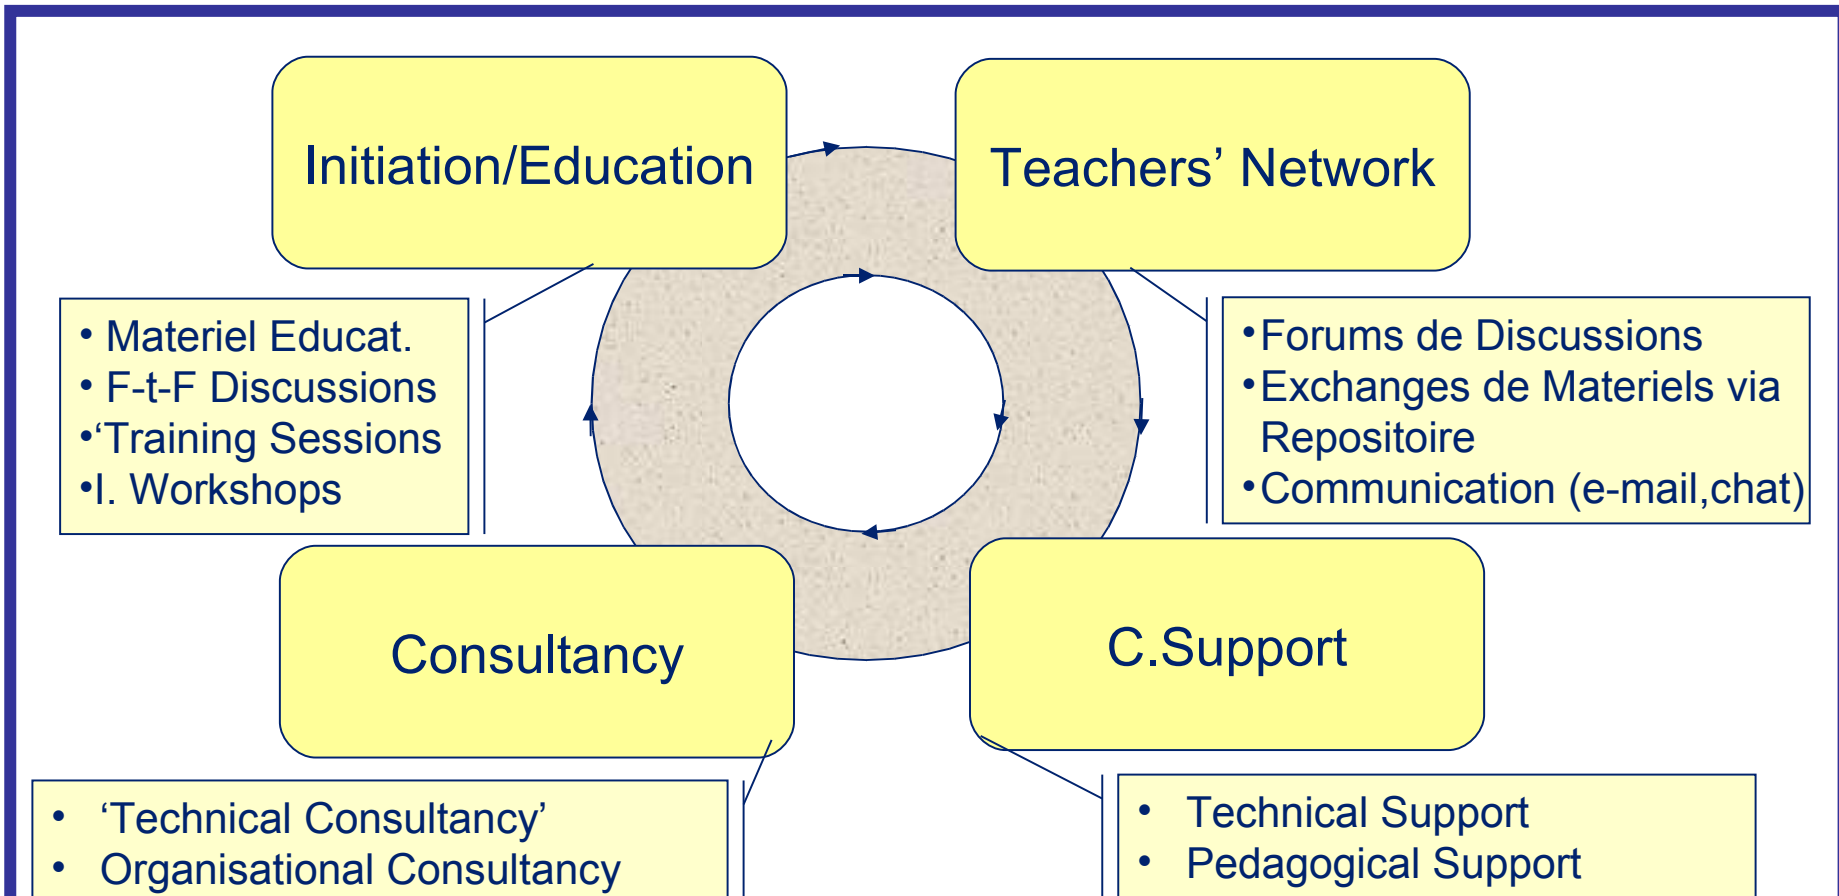 Initiation/Education
Teachers’ Network
• Materiel Educat.
• F-t-F Discussions
•‘Training Sessions
•I. Workshops
•Forums de Discussions
•Exchanges de Materiels via
Repositoire
•Communication (e-mail,chat)
Consultancy
C.Support
• ‘Technical Consultancy’
• Organisational Consultancy
• Technical Support
• Pedagogical Support